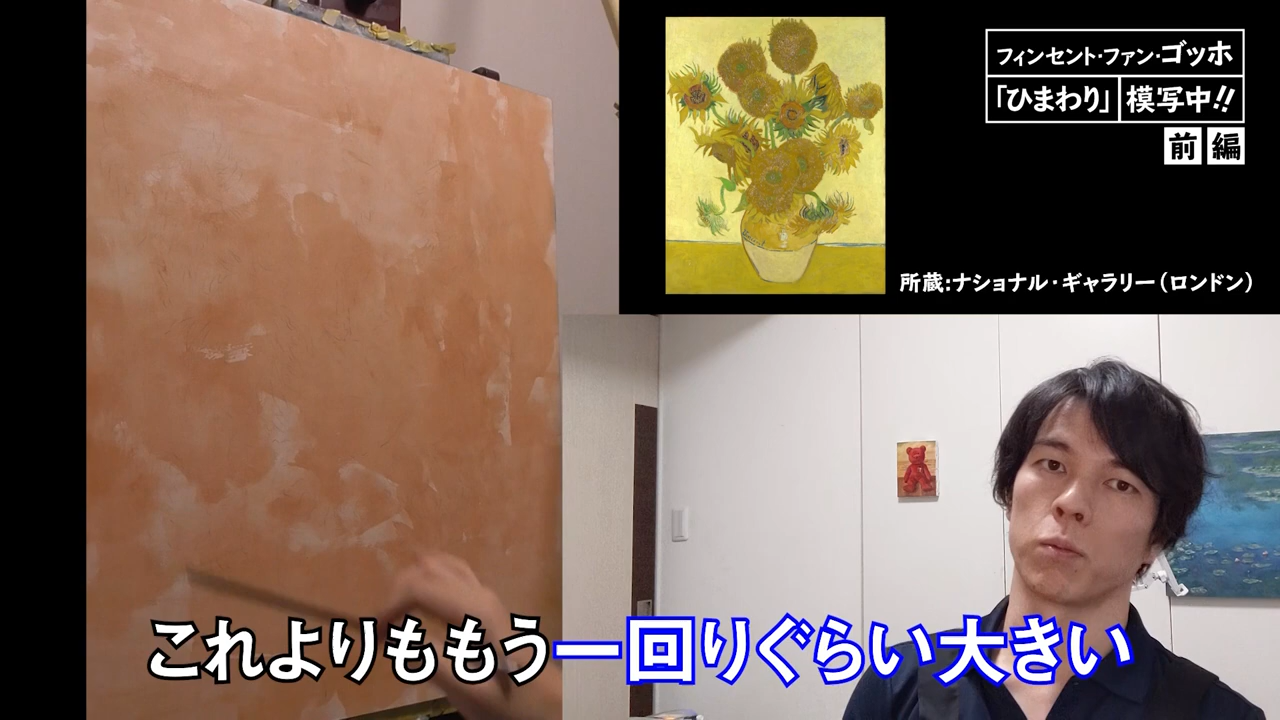 フィンセント・ファン・ゴッホ
「ひまわり」模写中!!
前編
所蔵:ナショナル・ギャラリー(ロンドン)
これよりももう一回りぐらい大きい